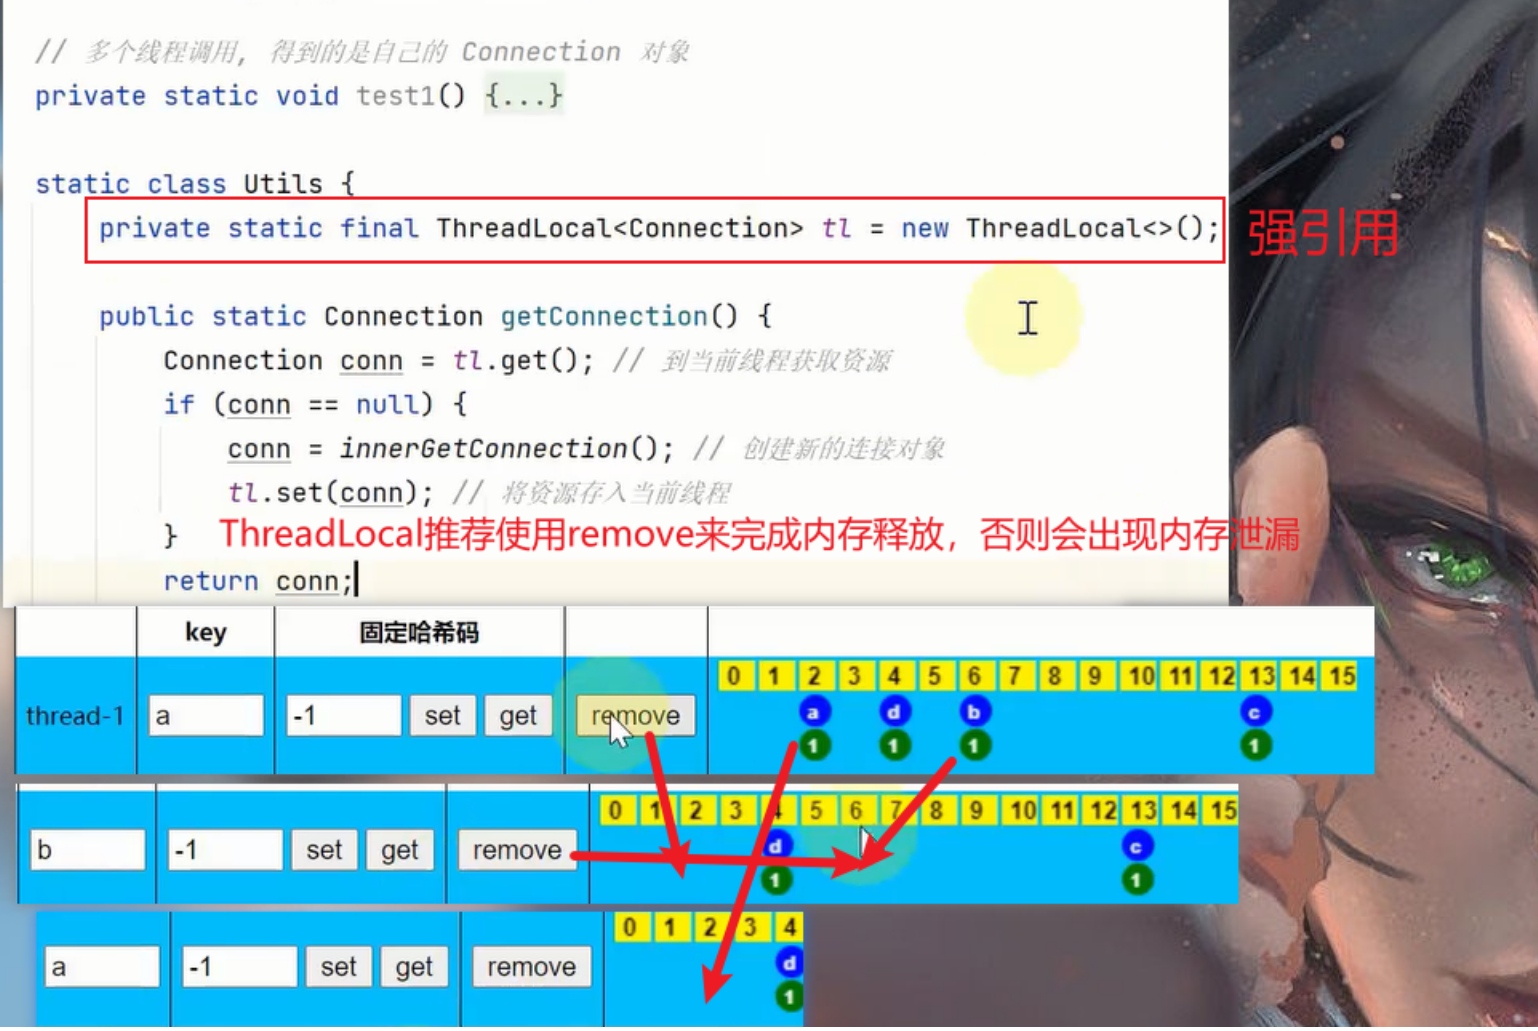 // 多个线程调用, 得到的是自己的 Connection 对象
private static void test1() {...}
static class Utils {
private static final ThreadLocal<Connection> tl = new ThreadLocal<>();
强引用
public static Connection getConnection() {
Connection conn = tl.get(); // 到当前线程获取资源
if (conn == null) {
conn = innerGetConnection(); // 创建新的连接对象
tl.set(conn); // 将资源存入当前线程
}
ThreadLocal推荐使用remove来完成内存释放，否则会出现内存泄漏
return conn;
key 固定哈希码
0 1 2 3 4 5 6 7 8 9 10 11 12 13 14 15
thread-1 a -1 set get remove a d b c
1 1 1 1
0 1 2 3 4 5 6 7 8 9 10 11 12 13 14 15
b -1 set get remove d c
1 1
0 1 2 3 4
a -1 set get remove d
1